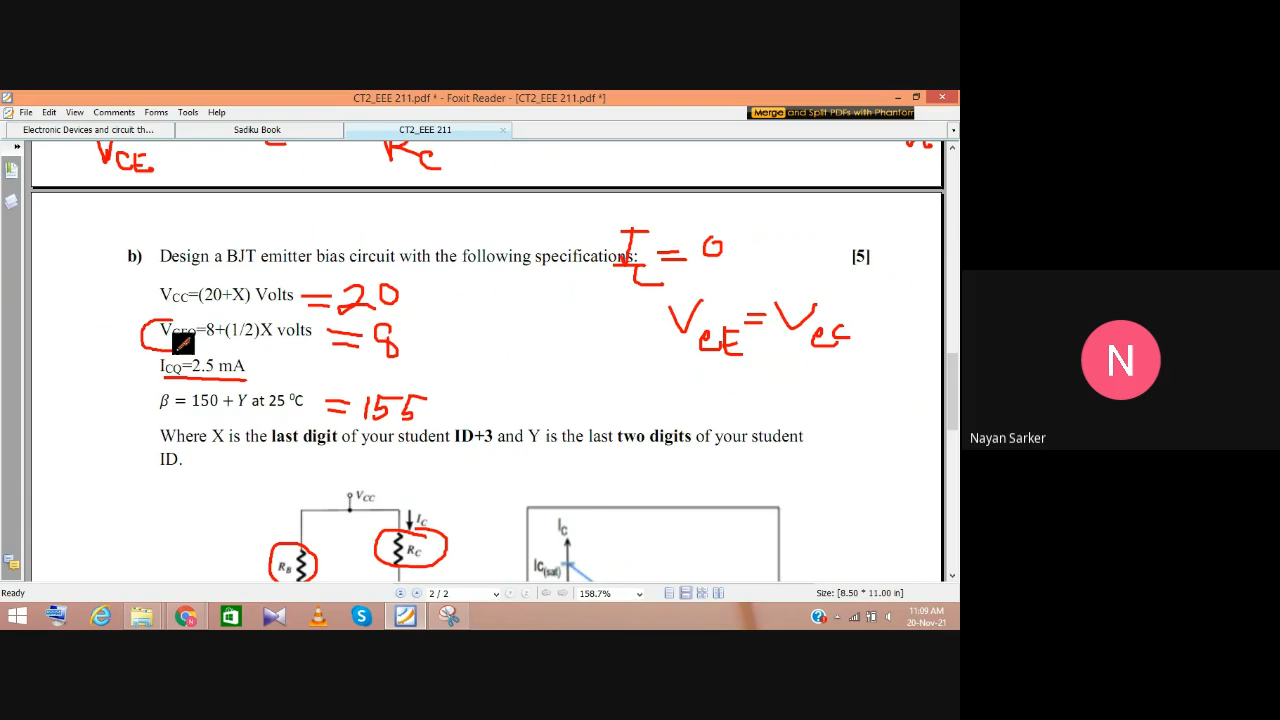 CT2_EEE 211.pdf * - Foxit Reader - [CT2_EEE 211.pdf *]
File Edit View Comments Forms Tools Help
Merge and Split PDFs with Phantom
Electronic Devices and circuit th... Sadiku Book CT2_EEE 211
VCE RC
b) Design a BJT emitter bias circuit with the following specifications: [5]
IC = 0
VCC=(20+X) Volts = 20
VCEQ=8+(1/2)X volts = 8
VCE = VCC
ICQ=2.5 mA
β = 150 + Y at 25 ⁰C = 155
Where X is the last digit of your student ID+3 and Y is the last two digits of your student
ID.
VCC
IC
RC
RB
IC
IC(sat)
Nayan Sarker
N
Ready 2 / 2 158.7% Size: [8.50 * 11.00 in]
11:09 AM
20-Nov-21